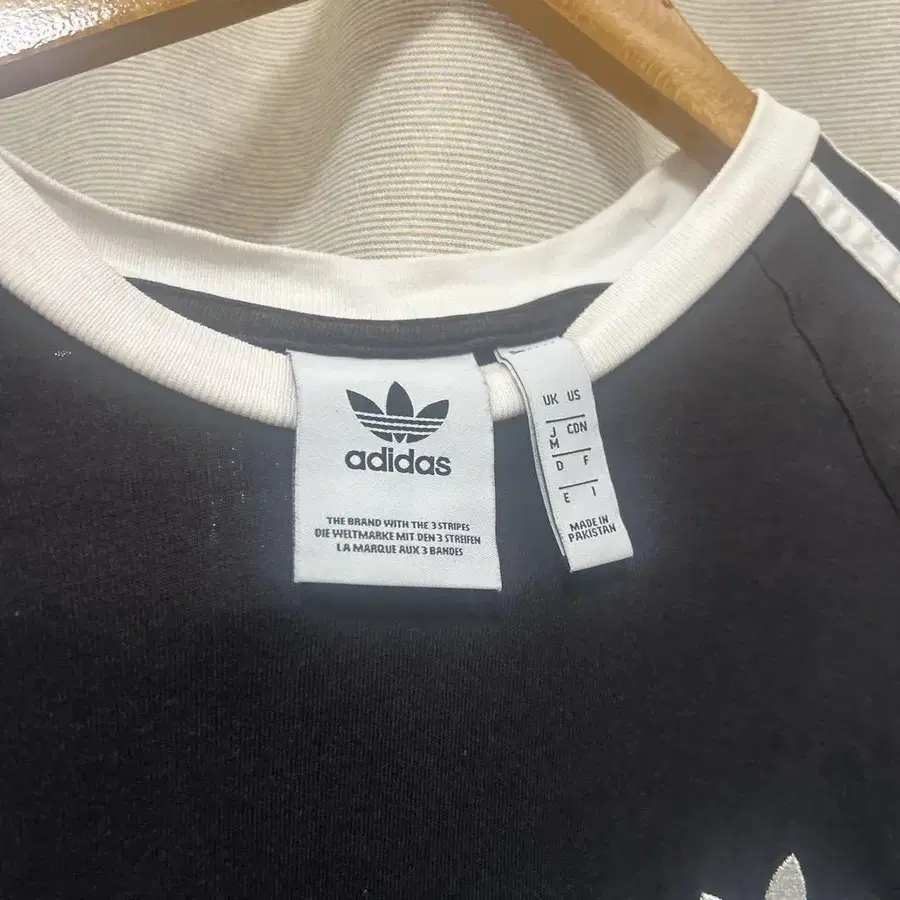 adidas
THE BRAND WITH THE 3 STRIPES
DIE WELTMARKE MIT DEN 3 STREIFEN
LA MARQUE AUX 3 BANDES
UK US
J CDN
M
D F
E I
MADE IN
PAKISTAN